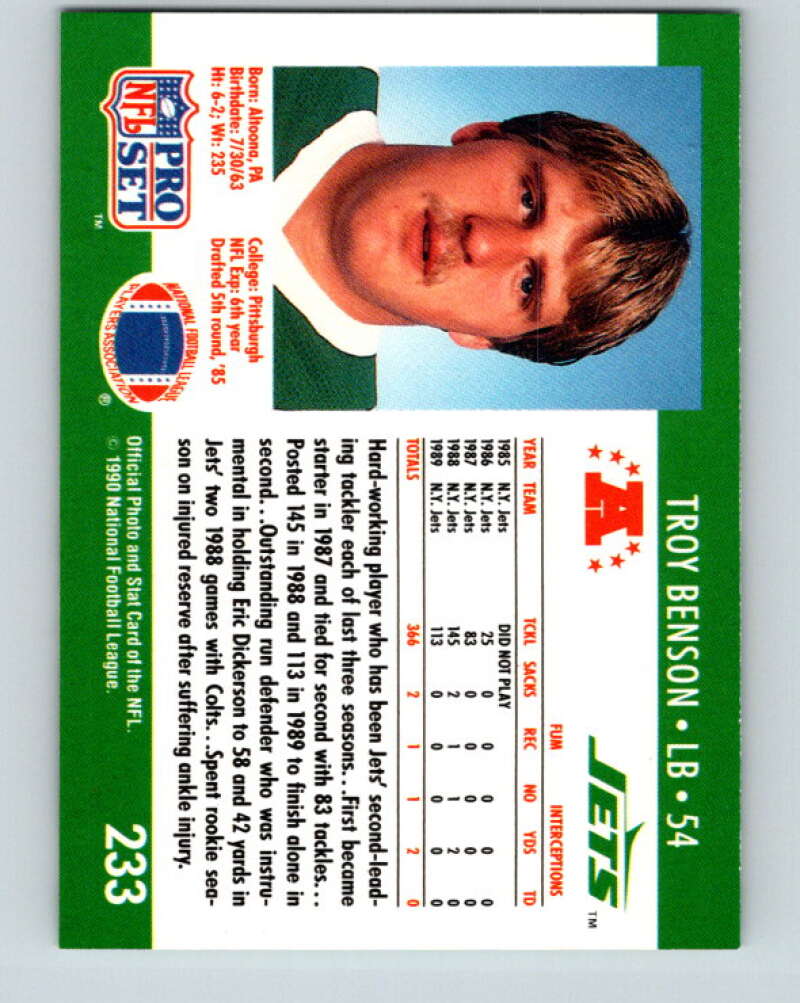 TROY BENSON • LB • 54
A
JETS TM
Born: Altoona, PA
Birthdate: 7/30/63
Ht: 6-2; Wt: 235
College: Pittsburgh
NFL Exp: 6th year
Drafted 5th round, '85
FUM INTERCEPTIONS
YEAR TEAM TCKL SACKS REC NO YDS TD
1985 N.Y. Jets DID NOT PLAY
1986 N.Y. Jets 25 0 0 0 0 0
1987 N.Y. Jets 83 0 0 0 0 0
1988 N.Y. Jets 145 2 1 1 2 0
1989 N.Y. Jets 113 0 0 0 0 0
TOTALS 366 2 1 1 2 0
Hard-working player who has been Jets' second-lead-
ing tackler each of last three seasons...First became
starter in 1987 and tied for second with 83 tackles...
Posted 145 in 1988 and 113 in 1989 to finish alone in
second...Outstanding run defender who was instru-
mental in holding Eric Dickerson to 58 and 42 yards in
Jets' two 1988 games with Colts...Spent rookie sea-
son on injured reserve after suffering ankle injury.
NFL
PRO
SET
TM
NATIONAL FOOTBALL LEAGUE
PLAYERS ASSOCIATION
®
Official Photo and Stat Card of the NFL.
© 1990 National Football League.
233